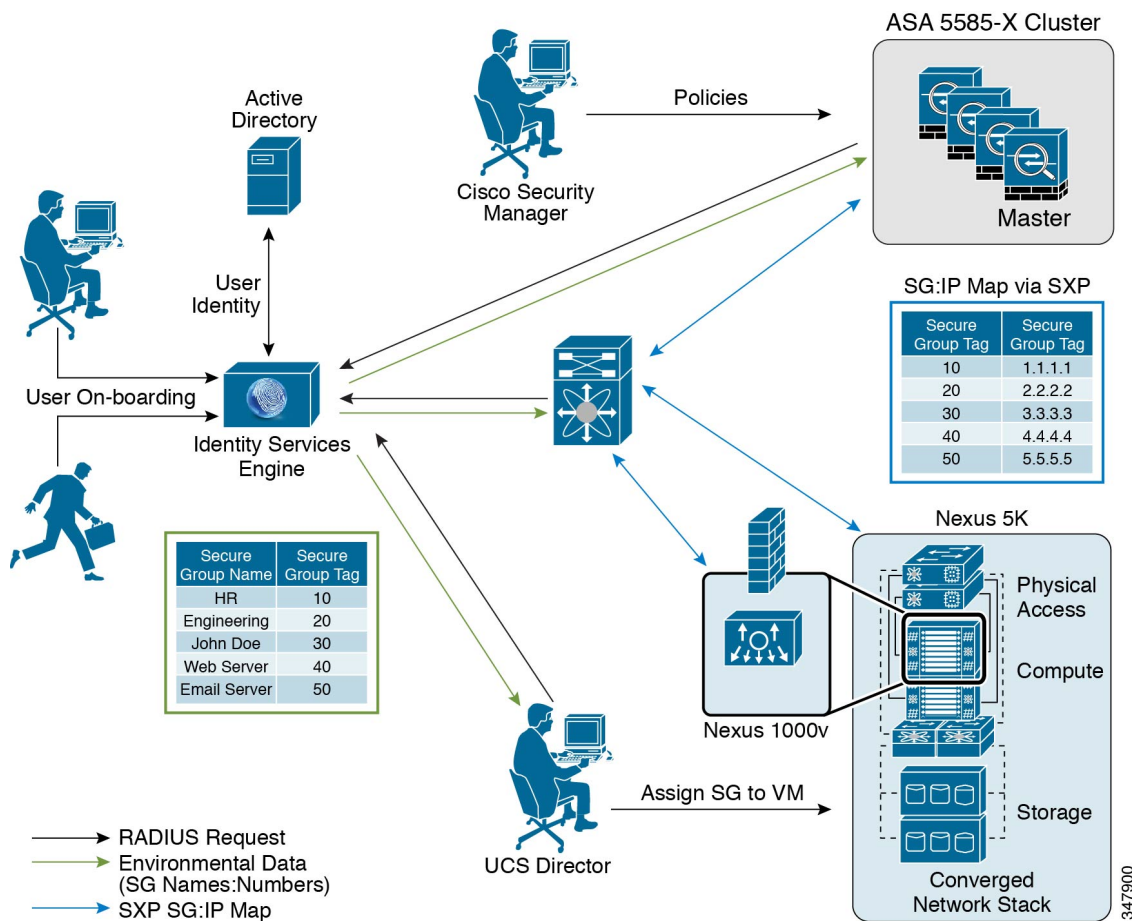 ASA 5585-X Cluster
Active
Directory
Policies
Cisco Security
Manager
Master
User
Identity
SG:IP Map via SXP
Secure
Group Tag
Secure
Group Tag
10
1.1.1.1
20
2.2.2.2
30
3.3.3.3
40
4.4.4.4
50
5.5.5.5
User On-boarding
Identity Services
Engine
Nexus 5K
Secure
Group Name
Secure
Group Tag
HR
10
Engineering
20
John Doe
30
Web Server
40
Email Server
50
Physical
Access
Compute
Nexus 1000v
Assign SG to VM
Storage
UCS Director
Converged
Network Stack
RADIUS Request
Environmental Data
(SG Names:Numbers)
SXP SG:IP Map
347900